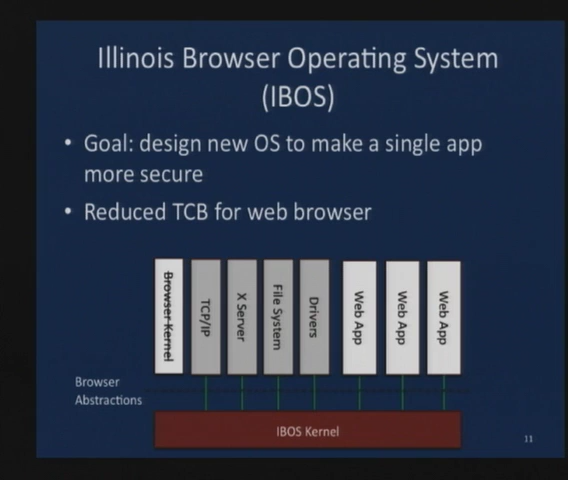 Illinois Browser Operating System
(IBOS)
• Goal: design new OS to make a single app
more secure
• Reduced TCB for web browser
Browser Kernel
TCP/IP
X Server
File System
Drivers
Web App
Web App
Web App
Browser
Abstractions
IBOS Kernel
11